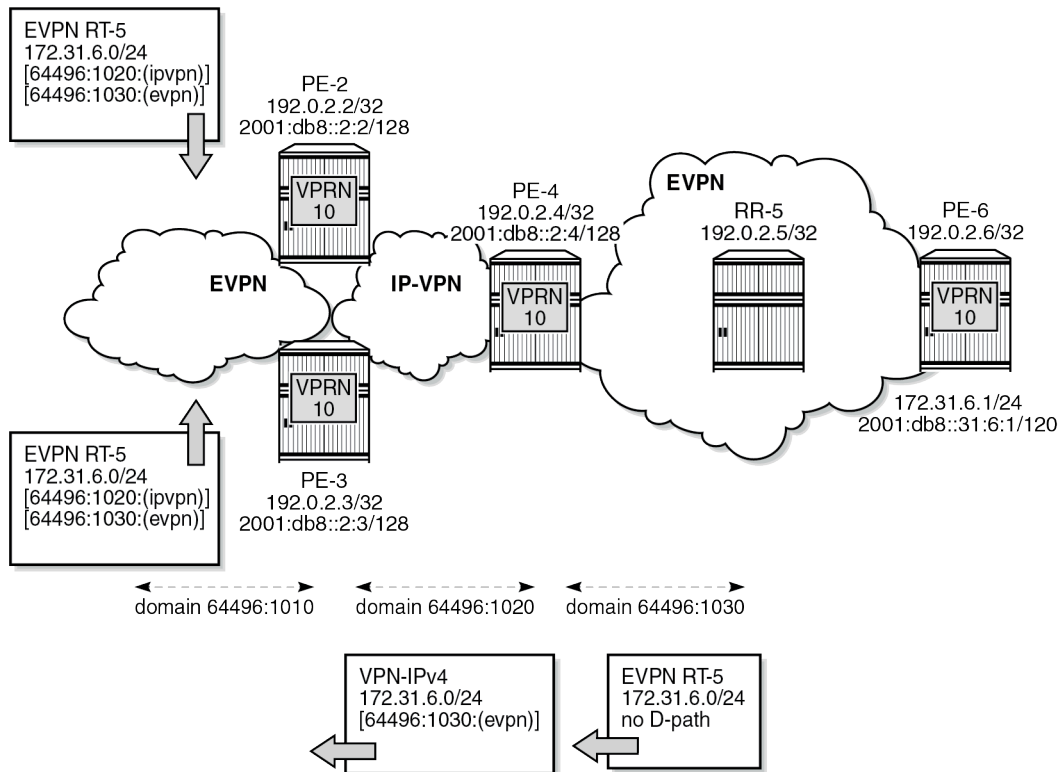 EVPN RT-5
172.31.6.0/24
[64496:1020:(ipvpn)]
[64496:1030:(evpn)]
PE-2
192.0.2.2/32
2001:db8::2:2/128
VPRN
10
EVPN
IP-VPN
PE-4
192.0.2.4/32
2001:db8::2:4/128
VPRN
10
EVPN
RR-5
192.0.2.5/32
PE-6
192.0.2.6/32
VPRN
10
172.31.6.1/24
2001:db8::31:6:1/120
VPRN
10
PE-3
192.0.2.3/32
2001:db8::2:3/128
EVPN RT-5
172.31.6.0/24
[64496:1020:(ipvpn)]
[64496:1030:(evpn)]
domain 64496:1010
domain 64496:1020
domain 64496:1030
VPN-IPv4
172.31.6.0/24
[64496:1030:(evpn)]
EVPN RT-5
172.31.6.0/24
no D-path